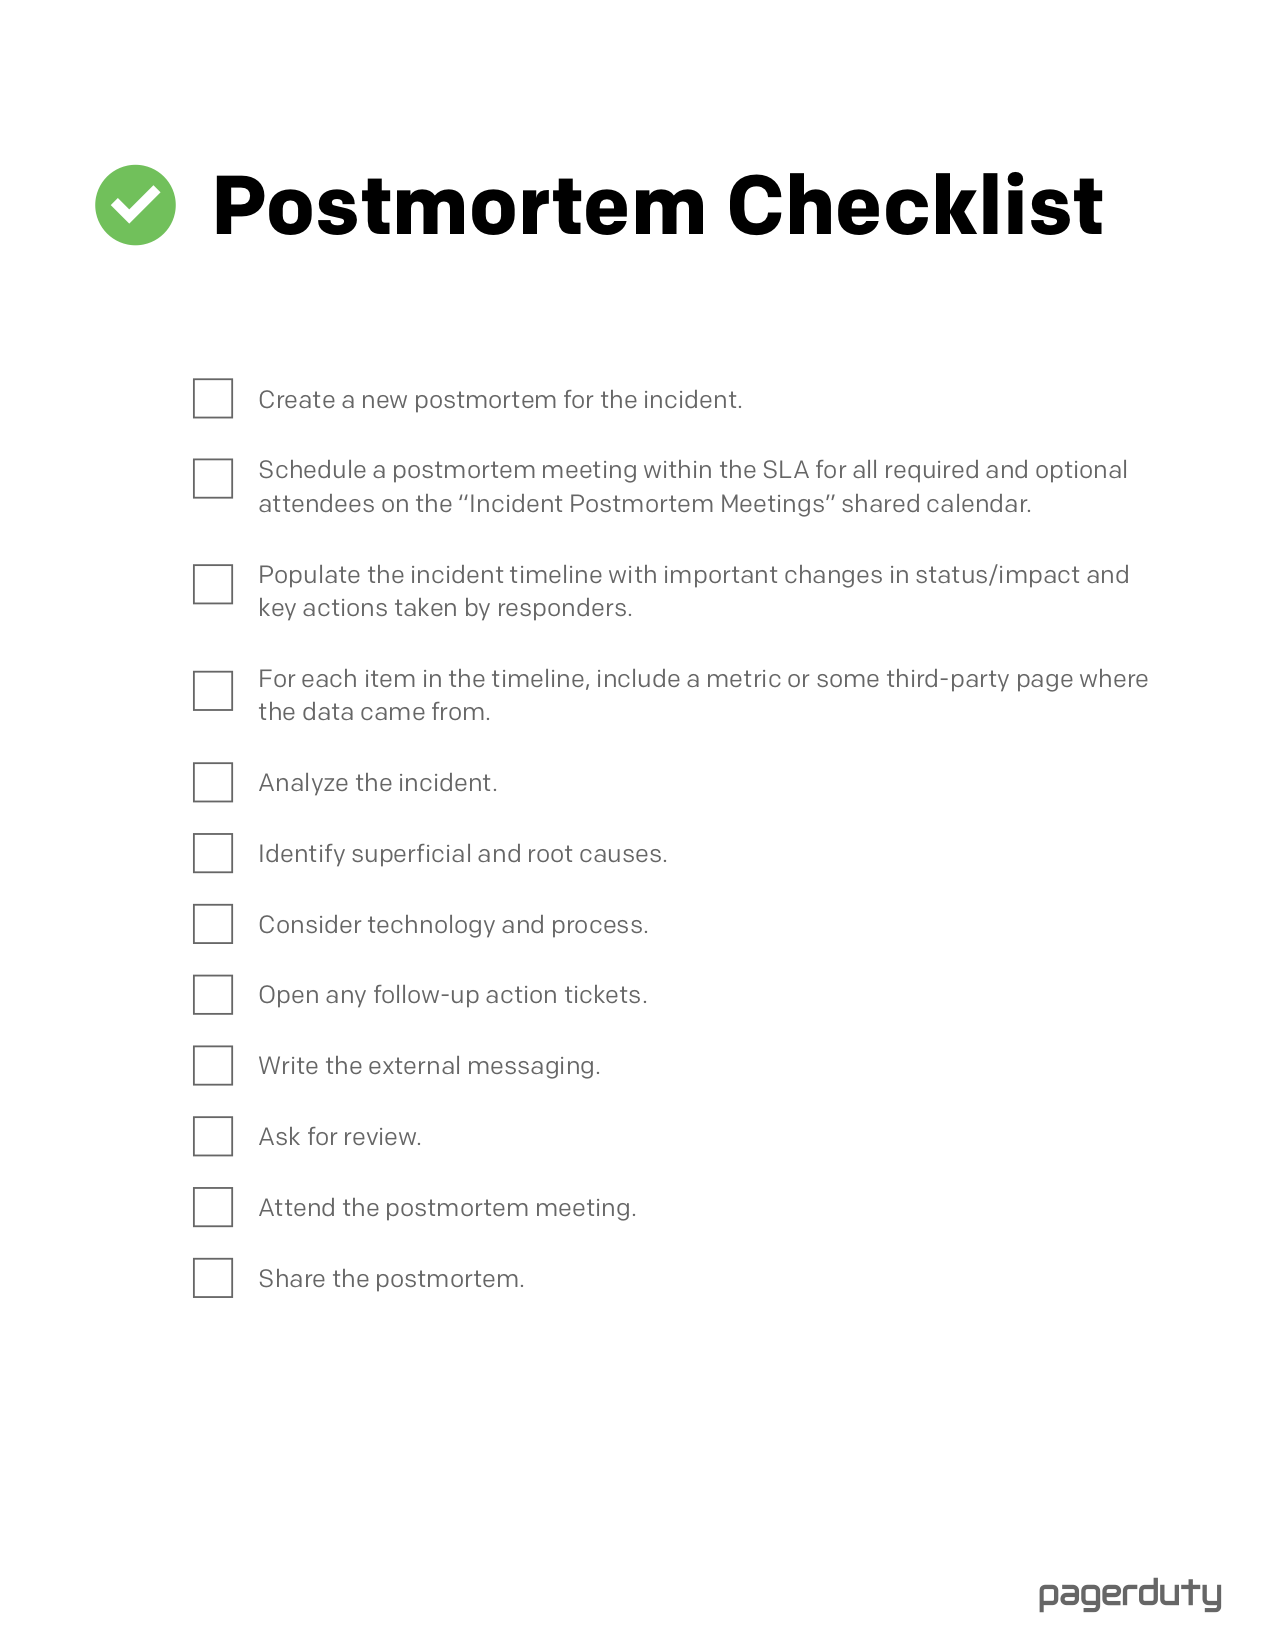 Postmortem Checklist
Create a new postmortem for the incident.
Schedule a postmortem meeting within the SLA for all required and optional
attendees on the “Incident Postmortem Meetings” shared calendar.
Populate the incident timeline with important changes in status/impact and
key actions taken by responders.
For each item in the timeline, include a metric or some third-party page where
the data came from.
Analyze the incident.
Identify superficial and root causes.
Consider technology and process.
Open any follow-up action tickets.
Write the external messaging.
Ask for review.
Attend the postmortem meeting.
Share the postmortem.
pagerduty